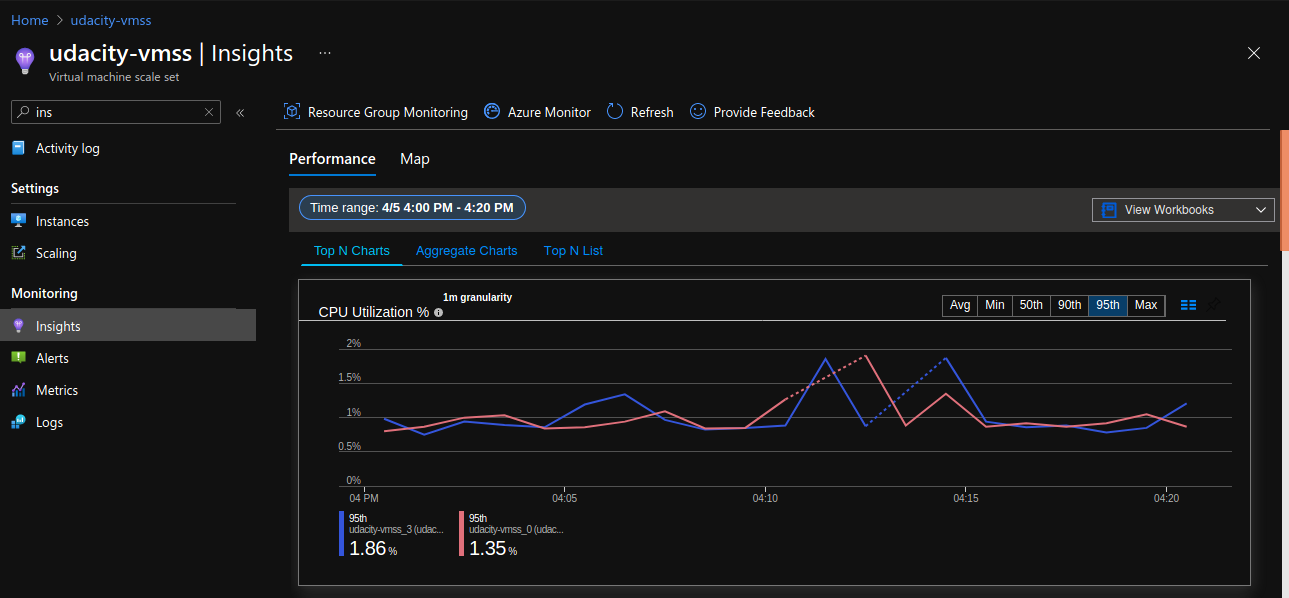 Home > udacity-vmss
udacity-vmss | Insights ...
Virtual machine scale set
ins
Resource Group Monitoring Azure Monitor Refresh Provide Feedback
Activity log
Settings
Instances
Scaling
Monitoring
Insights
Alerts
Metrics
Logs
Performance Map
Time range: 4/5 4:00 PM - 4:20 PM
View Workbooks
Top N Charts Aggregate Charts Top N List
1m granularity
CPU Utilization %
Avg Min 50th 90th 95th Max
2%
1.5%
1%
0.5%
0%
04 PM 04:05 04:10 04:15 04:20
95th
udacity-vmss_3 (udac...
1.86 %
95th
udacity-vmss_0 (udac...
1.35 %